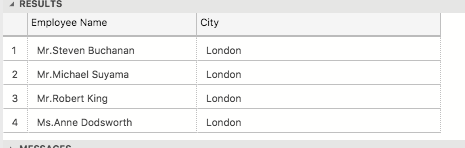 RESULTS
Employee Name City
1 Mr.Steven Buchanan London
2 Mr.Michael Suyama London
3 Mr.Robert King London
4 Ms.Anne Dodsworth London
MESSAGES